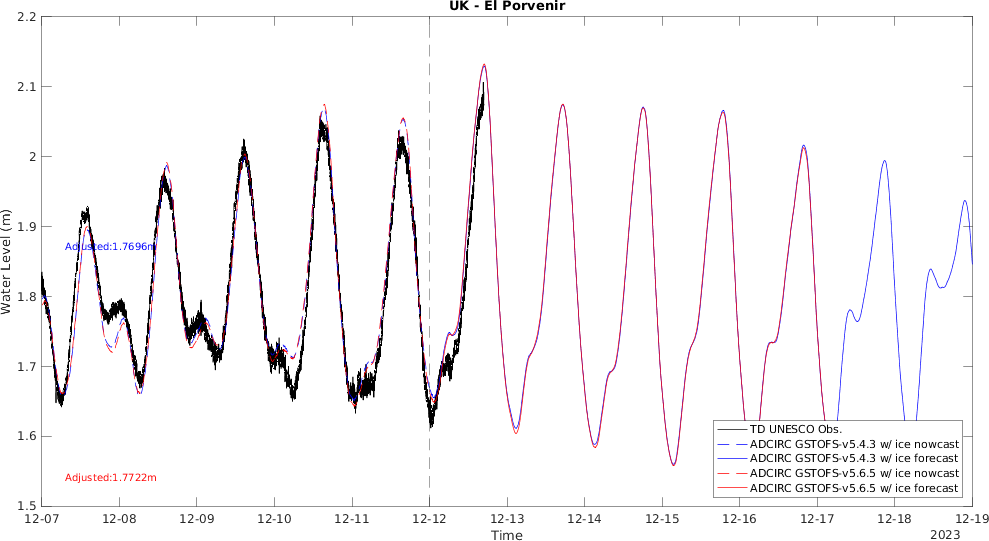 UK - El Porvenir
2.2
2.1
2
1.9
1.8
1.7
1.6
1.5
Water Level (m)
Adjusted:1.7696m
Adjusted:1.7722m
TD UNESCO Obs.
ADCIRC GSTOFS-v5.4.3 w/ ice nowcast
ADCIRC GSTOFS-v5.4.3 w/ ice forecast
ADCIRC GSTOFS-v5.6.5 w/ ice nowcast
ADCIRC GSTOFS-v5.6.5 w/ ice forecast
12-07 12-08 12-09 12-10 12-11 12-12 12-13 12-14 12-15 12-16 12-17 12-18 12-19
Time
2023